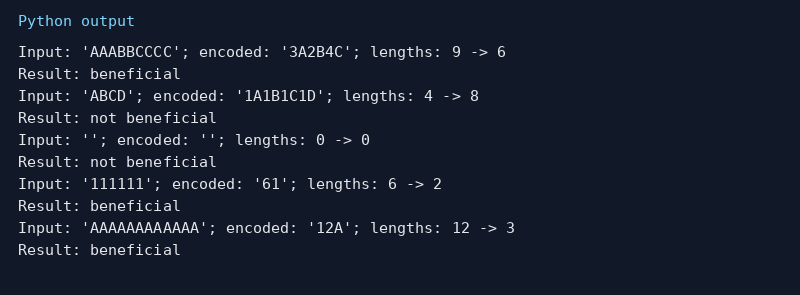 Python output
Input: 'AAABBCCCC'; encoded: '3A2B4C'; lengths: 9 -> 6
Result: beneficial
Input: 'ABCD'; encoded: '1A1B1C1D'; lengths: 4 -> 8
Result: not beneficial
Input: ''; encoded: ''; lengths: 0 -> 0
Result: not beneficial
Input: '111111'; encoded: '61'; lengths: 6 -> 2
Result: beneficial
Input: 'AAAAAAAAAAAA'; encoded: '12A'; lengths: 12 -> 3
Result: beneficial